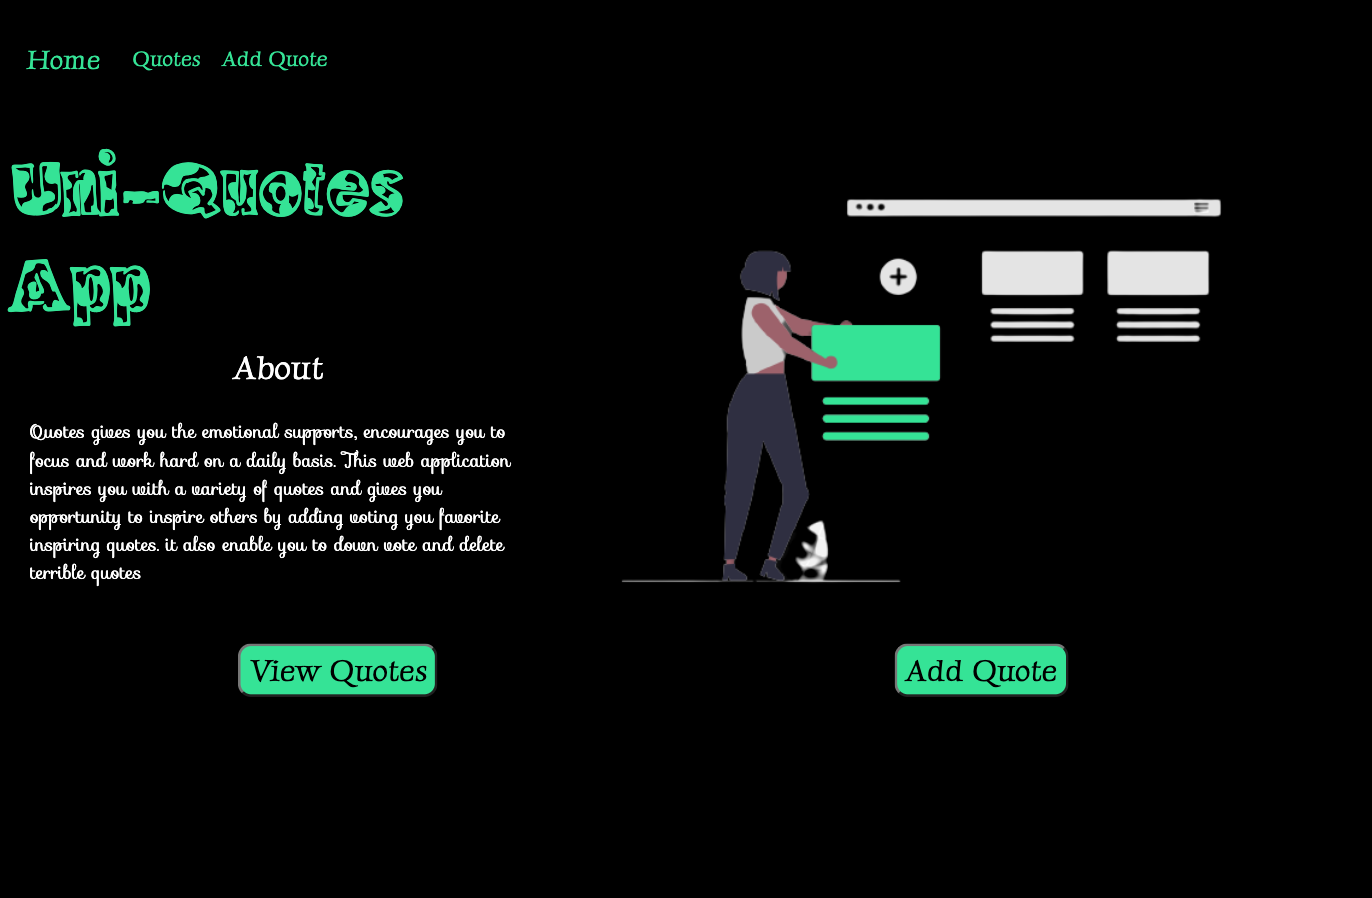 Home Quotes Add Quote
Uni-Quotes
App
About
Quotes gives you the emotional supports, encourages you to
focus and work hard on a daily basis. This web application
inspires you with a variety of quotes and gives you
opportunity to inspire others by adding voting you favorite
inspiring quotes. it also enable you to down vote and delete
terrible quotes
View Quotes
Add Quote